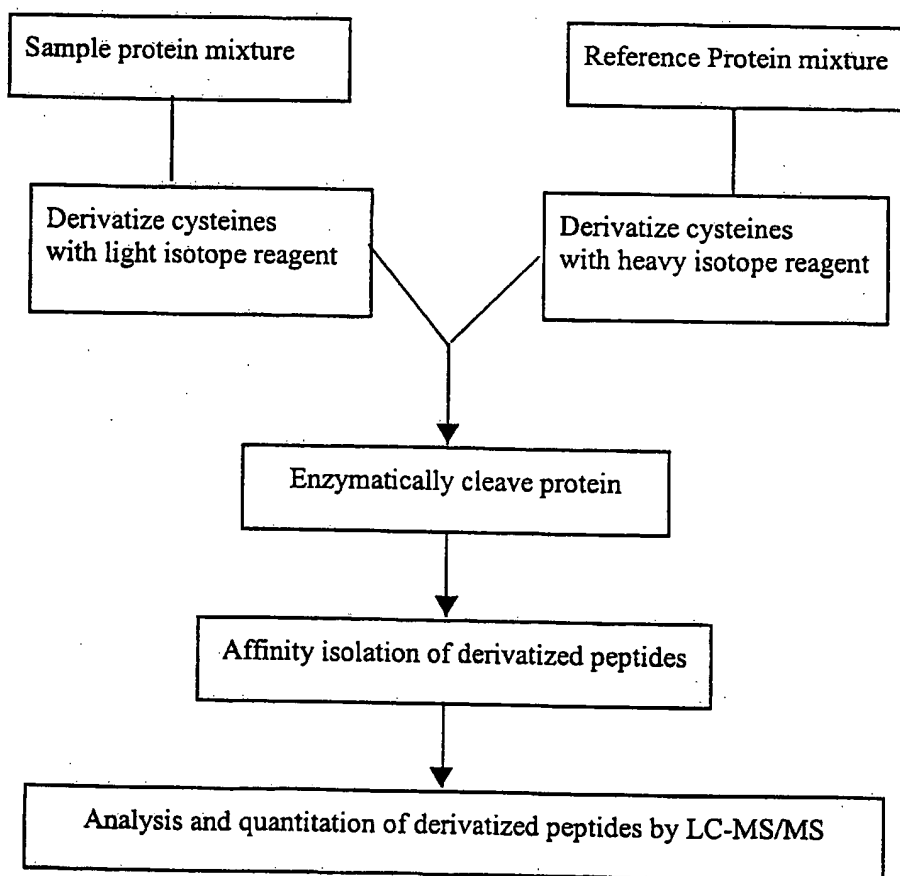 Sample protein mixture
Reference Protein mixture
Derivatize cysteines
with light isotope reagent
Derivatize cysteines
with heavy isotope reagent
Enzymatically cleave protein
Affinity isolation of derivatized peptides
Analysis and quantitation of derivatized peptides by LC-MS/MS